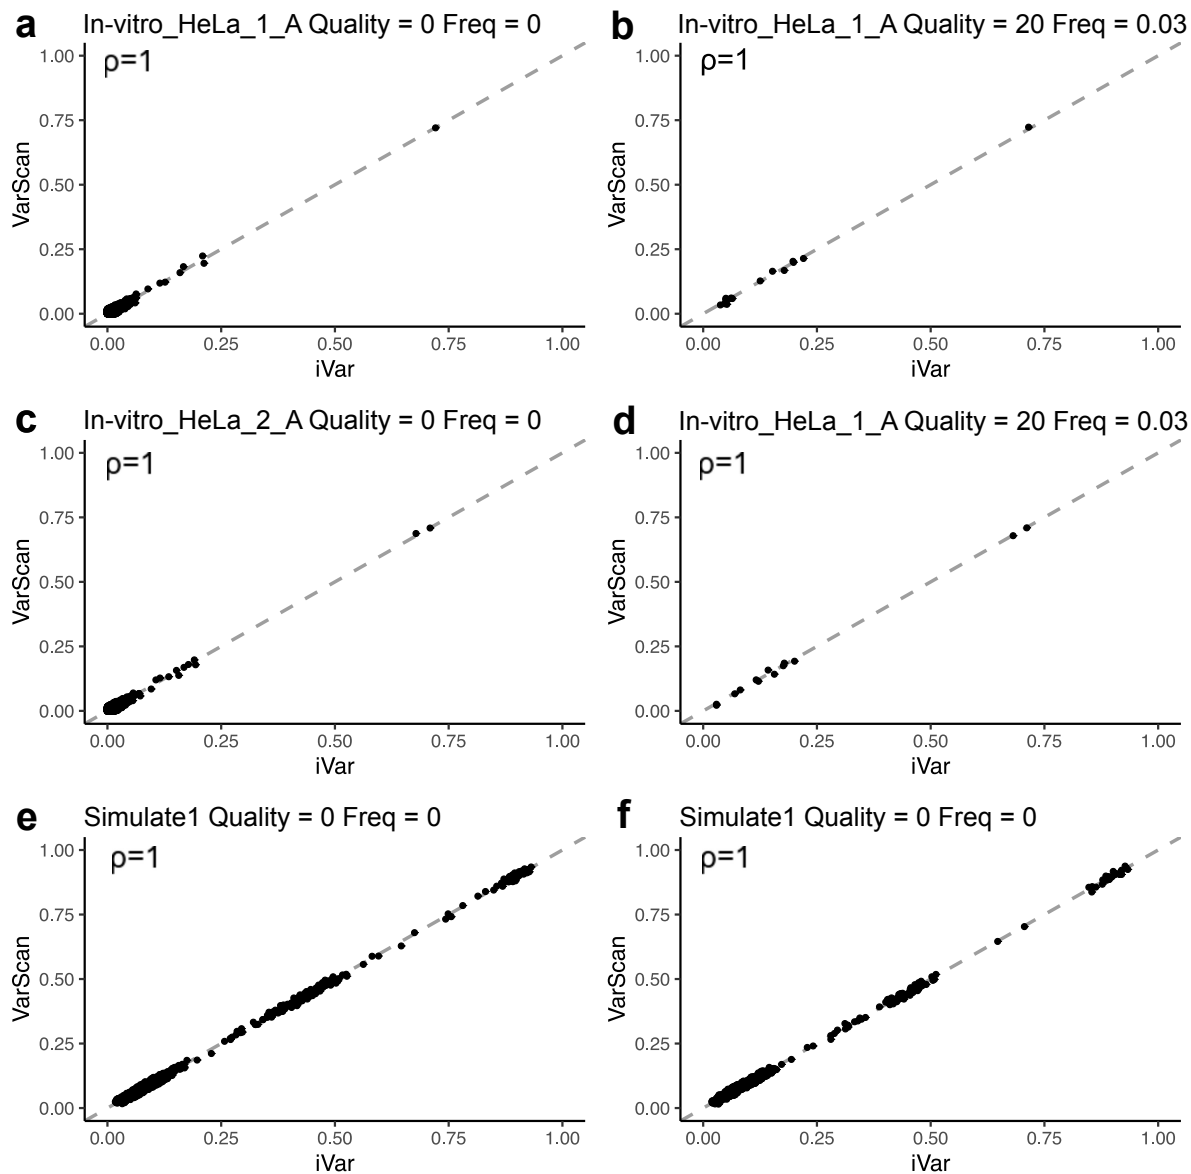 a In-vitro_HeLa_1_A Quality = 0 Freq = 0
ρ=1
1.00
0.75
0.50
0.25
0.00
VarScan
0.00 0.25 0.50 0.75 1.00
iVar
b In-vitro_HeLa_1_A Quality = 20 Freq = 0.03
ρ=1
1.00
0.75
0.50
0.25
0.00
VarScan
0.00 0.25 0.50 0.75 1.00
iVar
c In-vitro_HeLa_2_A Quality = 0 Freq = 0
ρ=1
1.00
0.75
0.50
0.25
0.00
VarScan
0.00 0.25 0.50 0.75 1.00
iVar
d In-vitro_HeLa_1_A Quality = 20 Freq = 0.03
ρ=1
1.00
0.75
0.50
0.25
0.00
VarScan
0.00 0.25 0.50 0.75 1.00
iVar
e Simulate1 Quality = 0 Freq = 0
ρ=1
1.00
0.75
0.50
0.25
0.00
VarScan
0.00 0.25 0.50 0.75 1.00
iVar
f Simulate1 Quality = 0 Freq = 0
ρ=1
1.00
0.75
0.50
0.25
0.00
VarScan
0.00 0.25 0.50 0.75 1.00
iVar